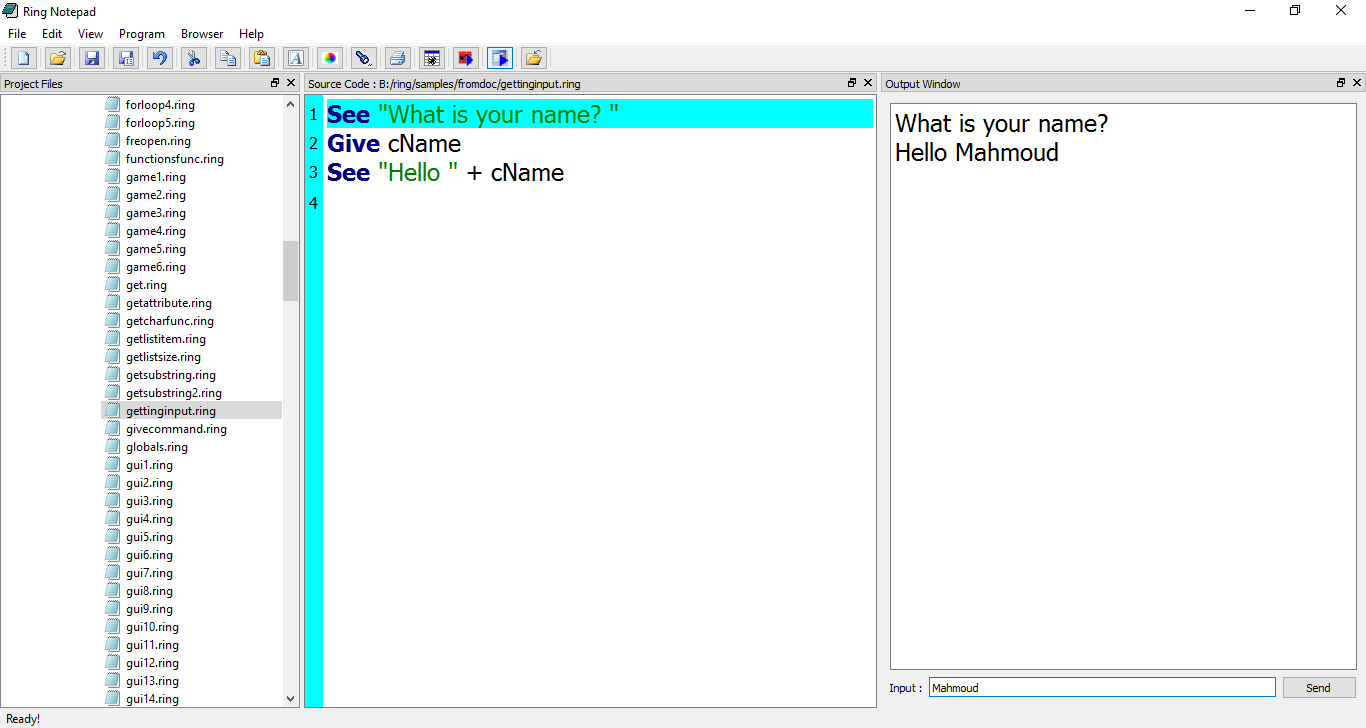 Ring Notepad
File Edit View Program Browser Help
Project Files
forloop4.ring
forloop5.ring
freopen.ring
functionsfunc.ring
game1.ring
game2.ring
game3.ring
game4.ring
game5.ring
game6.ring
get.ring
getattribute.ring
getcharfunc.ring
getlistitem.ring
getlistsize.ring
getsubstring.ring
getsubstring2.ring
gettinginput.ring
givecommand.ring
globals.ring
gui1.ring
gui2.ring
gui3.ring
gui4.ring
gui5.ring
gui6.ring
gui7.ring
gui8.ring
gui9.ring
gui10.ring
gui11.ring
gui12.ring
gui13.ring
gui14.ring
Source Code : B:/ring/samples/fromdoc/gettinginput.ring
1 See "What is your name? "
2 Give cName
3 See "Hello " + cName
4
Output Window
What is your name?
Hello Mahmoud
Input : Mahmoud Send
Ready!